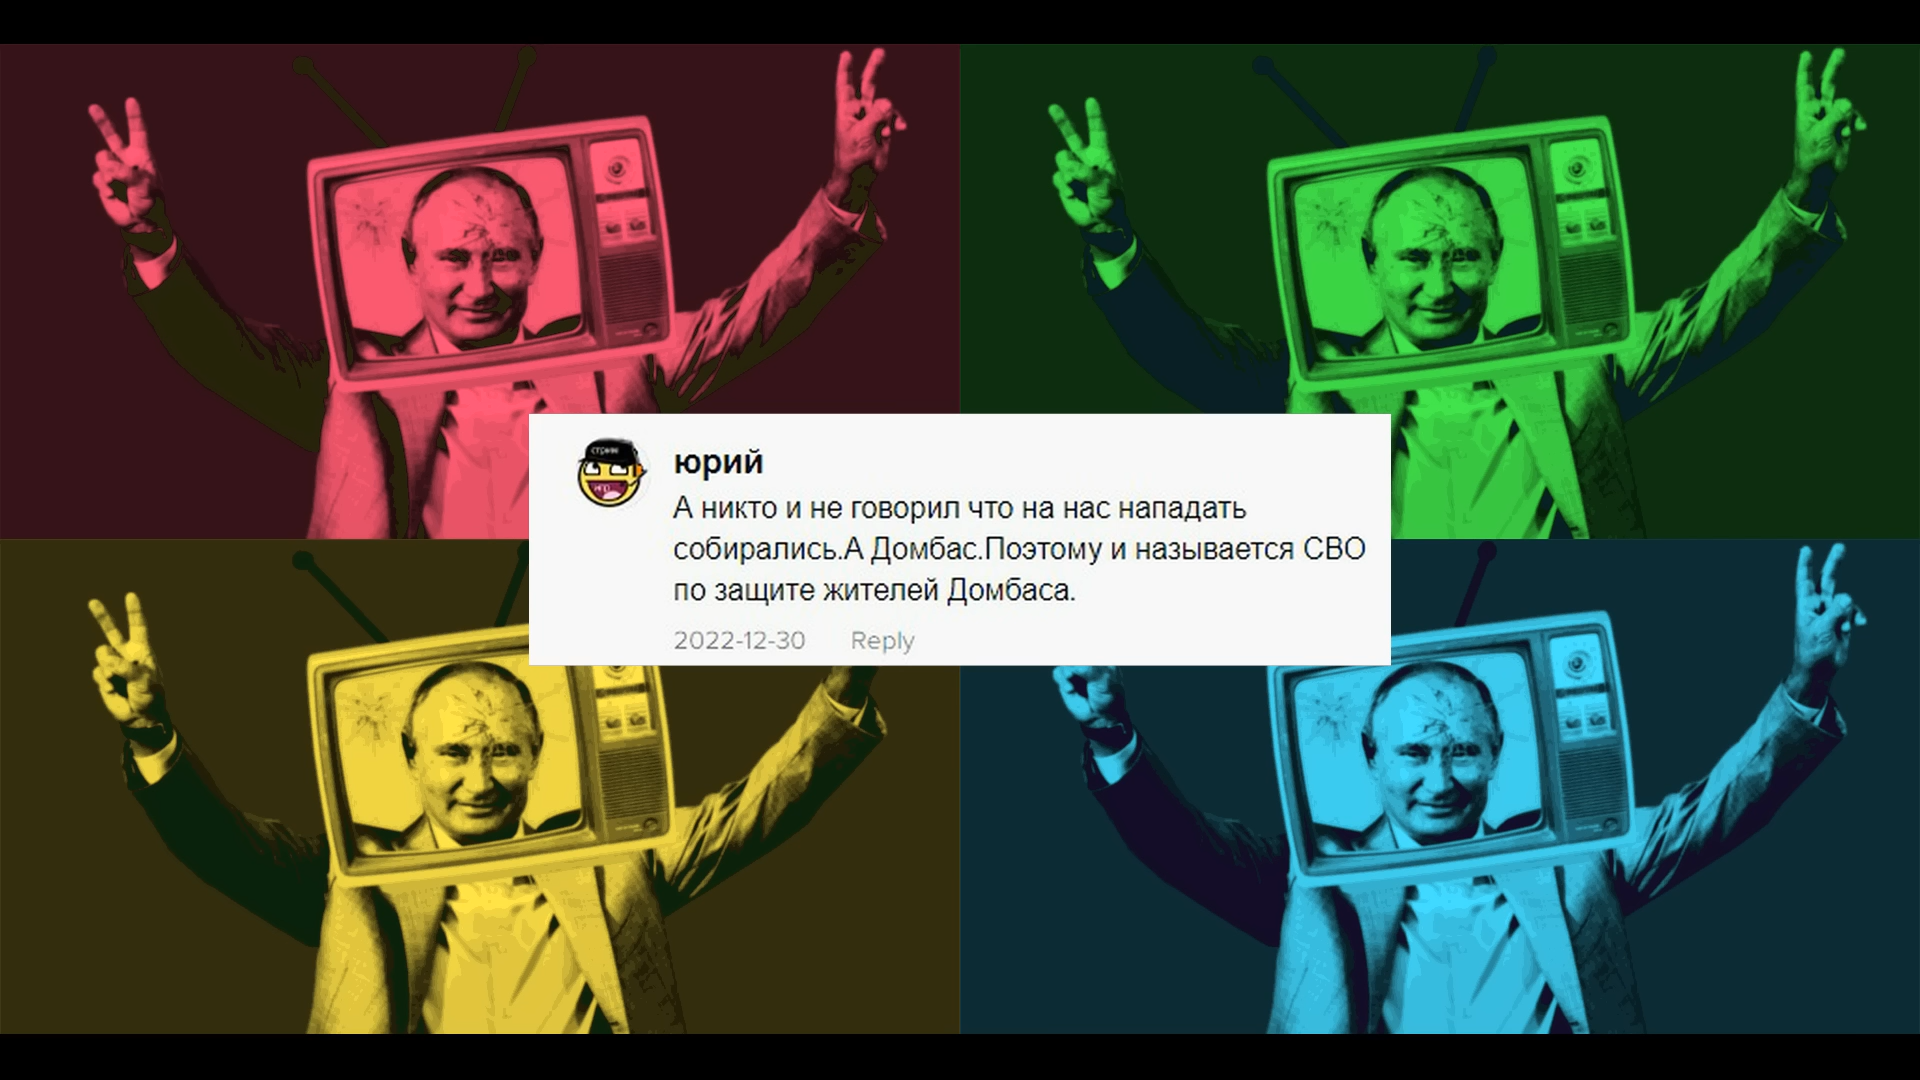 юрий
А никто и не говорил что на нас нападать
собирались.А Домбас.Поэтому и называется СВО
по защите жителей Домбаса.
2022-12-30 Reply